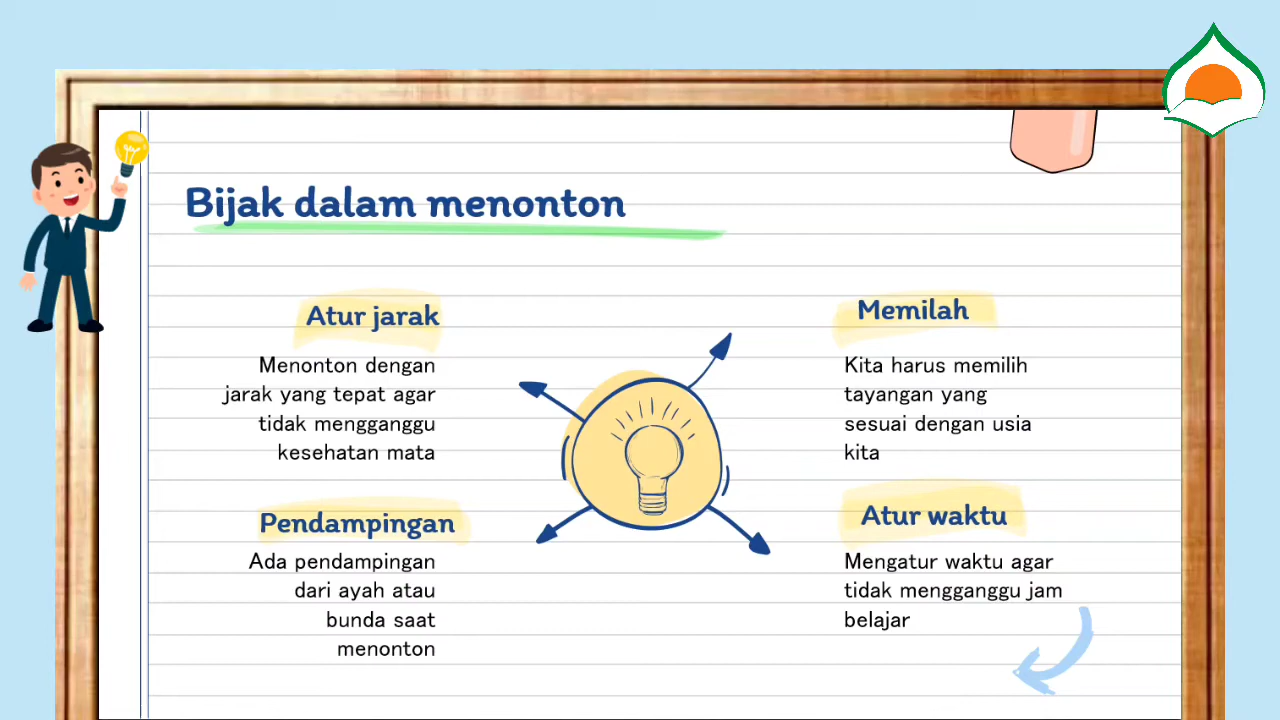 Bijak dalam menonton
Atur jarak
Menonton dengan
jarak yang tepat agar
tidak mengganggu
kesehatan mata
Memilah
Kita harus memilih
tayangan yang
sesuai dengan usia
kita
Pendampingan
Ada pendampingan
dari ayah atau
bunda saat
menonton
Atur waktu
Mengatur waktu agar
tidak mengganggu jam
belajar